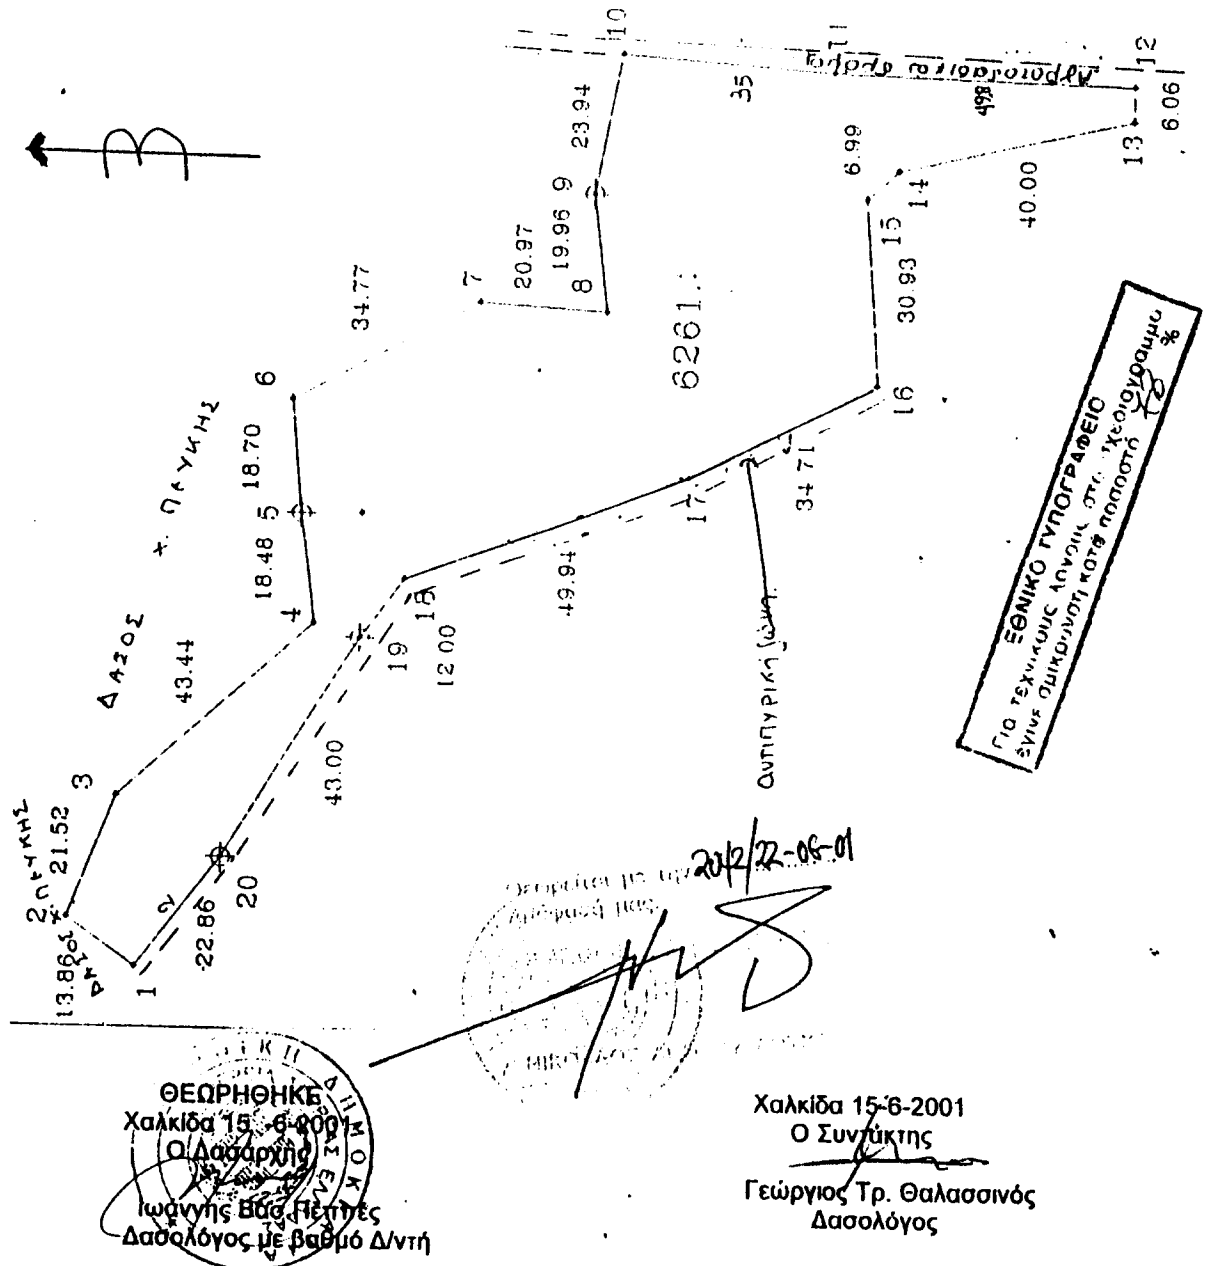 10
11
12
Αγροτοδασικός δρόμος
23.94
35
498
6.06
9
19.96
20.97
8
7
34.77
6.99
14
15
13
40.00
30.93
16
6261.
6
18.70
5
18.48
4
ΔΑΣΟΣ Χ. ΠΕΥΚΗΣ
43.44
3
21.52
2
ΔΑΣΟΣ Χ. ΠΕΥΚΗΣ
13.86
1
22.86
20
43.00
19
12.00
18
49.94
17
34.71
αντιπυρική ζώνη
ΕΘΝΙΚΟ ΤΥΠΟΓΡΑΦΕΙΟ
Για τεχνικούς λόγους στο σχεδιάγραμμα
έγινε σμίκρυνση κατά ποσοστό %
2042/22-06-01
ΘΕΩΡΗΘΗΚΕ
Χαλκίδα 15-6-2001
Ο Δασάρχης
Ιωάννης Βασ.
Δασολόγος με βαθμό Δ/ντή
Χαλκίδα 15-6-2001
Ο Συντάκτης
Γεώργιος Τρ. Θαλασσινός
Δασολόγος